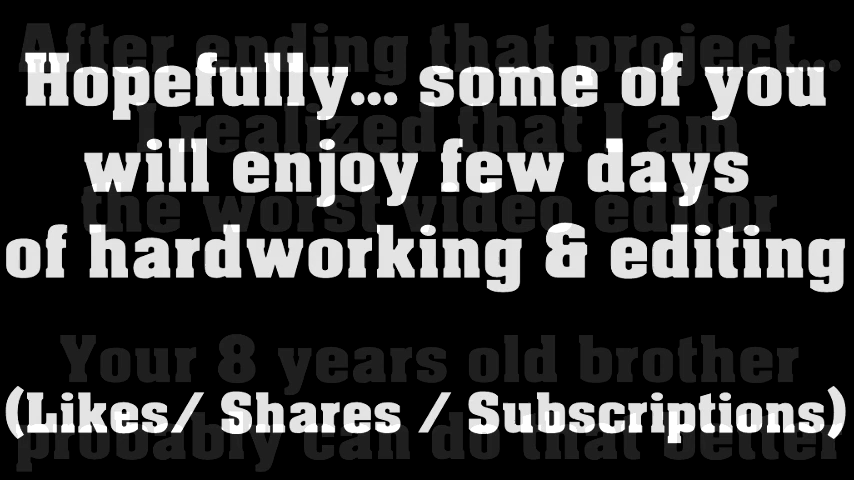 After ending that project...
Hopefully... some of you
I realized that I am
will enjoy few days
the worst video editor
of hardworking & editing
Your 8 years old brother
(Likes/ Shares / Subscriptions)
probably can do that better